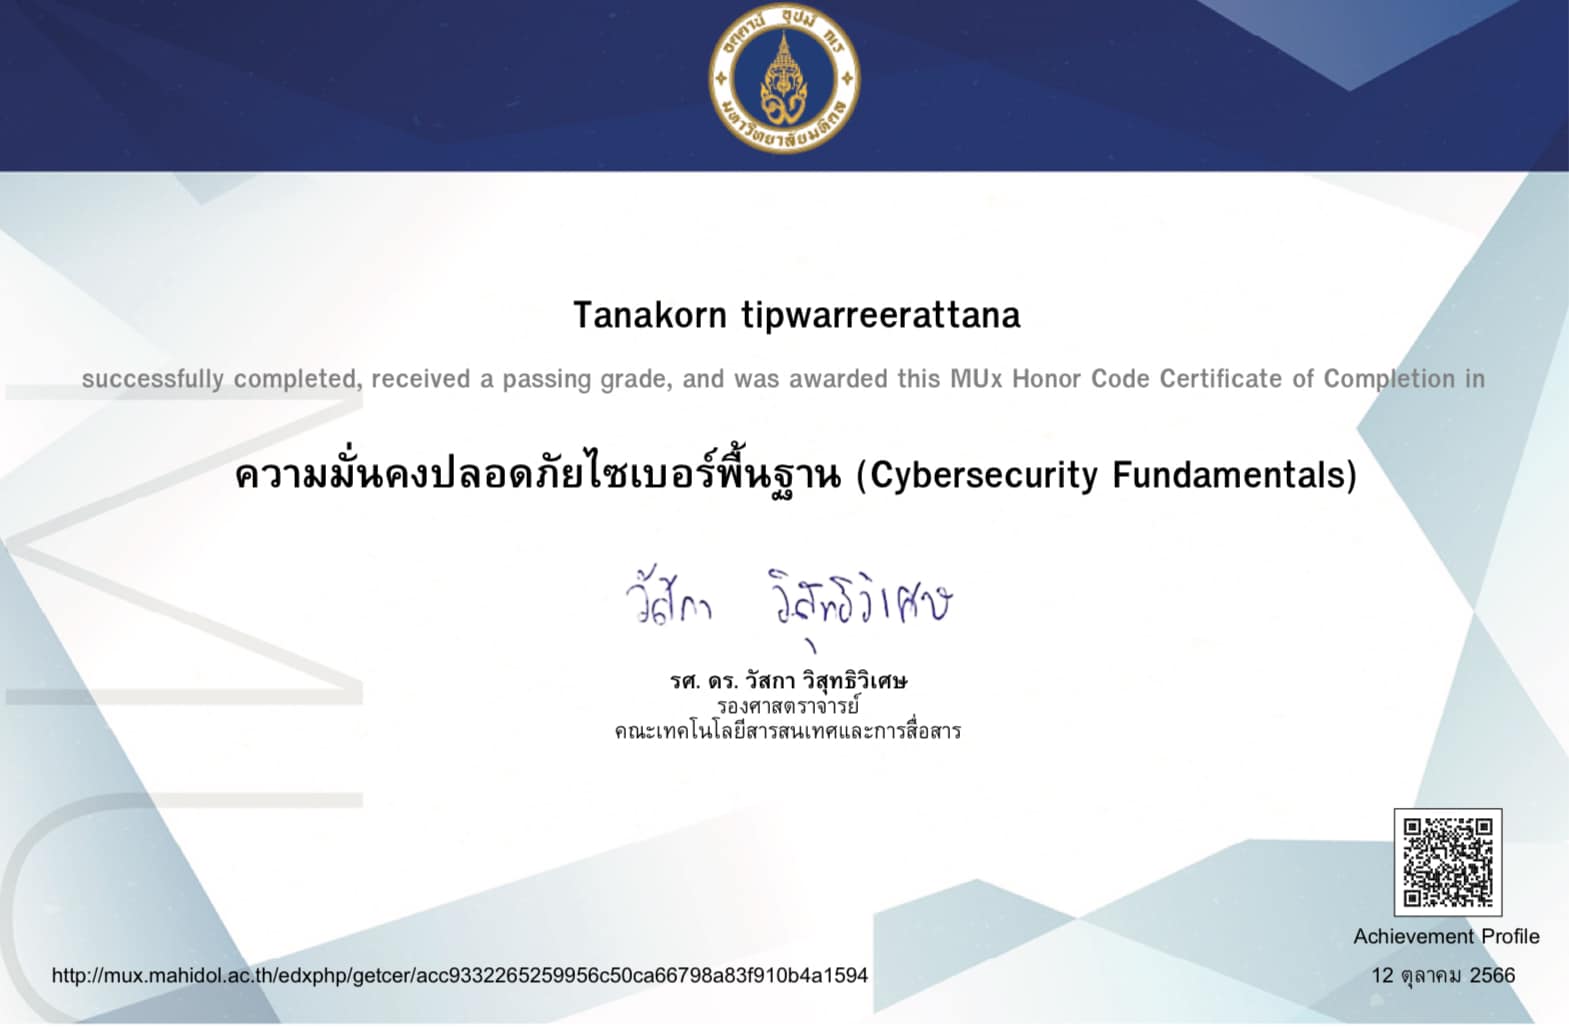 อตฺตานํ อุปมํ กเร
มหาวิทยาลัยมหิดล
Tanakorn tipwarreerattana
successfully completed, received a passing grade, and was awarded this MUx Honor Code Certificate of Completion in
ความมั่นคงปลอดภัยไซเบอร์พื้นฐาน (Cybersecurity Fundamentals)
วัสกา วิสุทธิวิเศษ
รศ. ดร. วัสกา วิสุทธิวิเศษ
รองศาสตราจารย์
คณะเทคโนโลยีสารสนเทศและการสื่อสาร
Achievement Profile
http://mux.mahidol.ac.th/edxphp/getcer/acc9332265259956c50ca66798a83f910b4a1594
12 ตุลาคม 2566